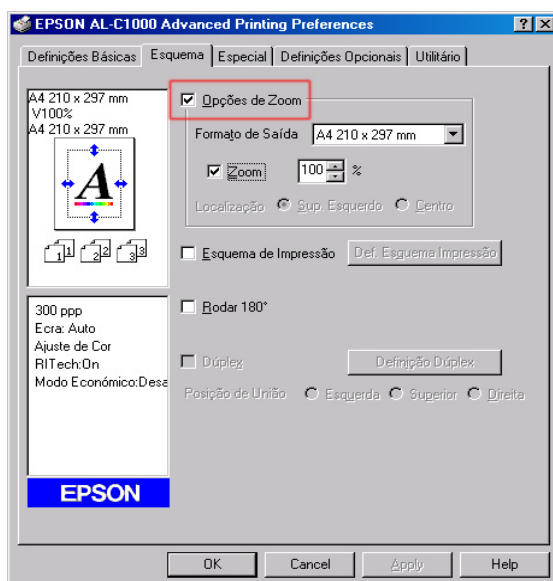 EPSON AL-C1000 Advanced Printing Preferences
Definições Básicas Esquema Especial Definições Opcionais Utilitário
A4 210 x 297 mm
V100%
A4 210 x 297 mm
A
1 1 2 2 3 3
Opções de Zoom
Formato de Saída A4 210 x 297 mm
Zoom 100 %
Localização Sup. Esquerdo Centro
Esquema de Impressão Def. Esquema Impressão
Rodar 180°
Dúplex Definição Dúplex
Posição de União Esquerda Superior Direita
300 ppp
Ecra: Auto
Ajuste de Cor
RITech:On
Modo Económico:Desa
EPSON
OK Cancel Apply Help